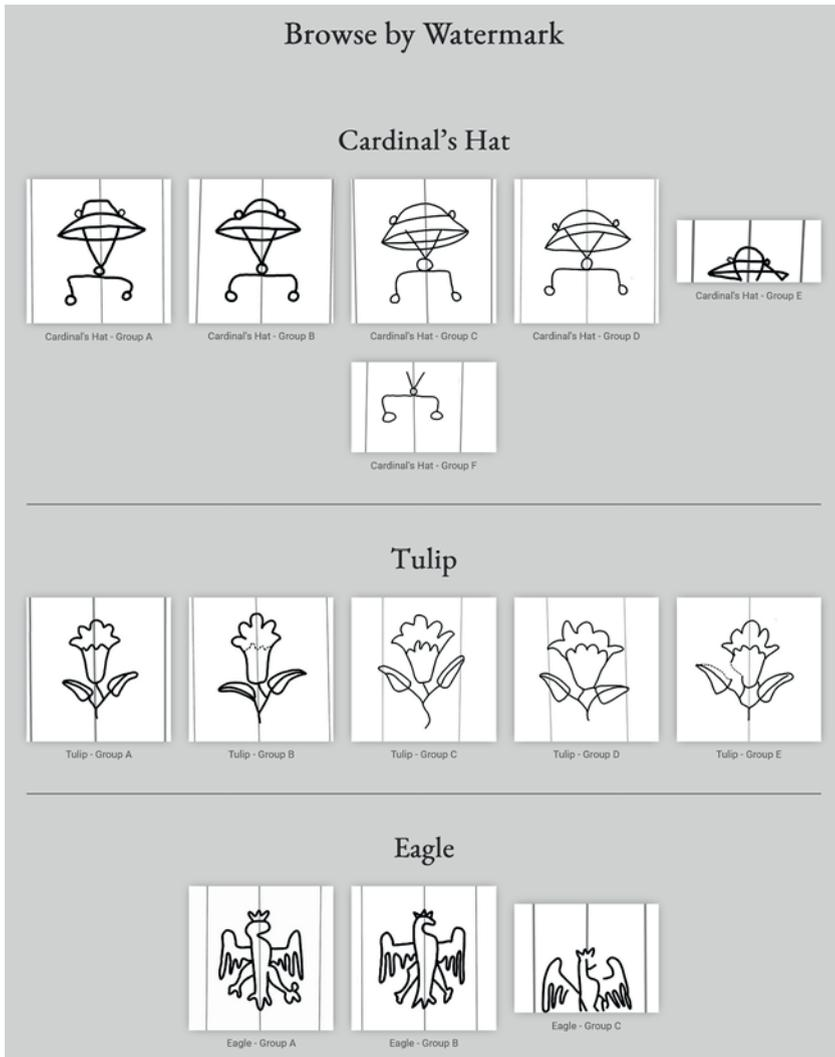 Browse by Watermark
Cardinal’s Hat
Cardinal's Hat - Group A
Cardinal's Hat - Group B
Cardinal's Hat - Group C
Cardinal's Hat - Group D
Cardinal's Hat - Group E
Cardinal's Hat - Group F
Tulip
Tulip - Group A
Tulip - Group B
Tulip - Group C
Tulip - Group D
Tulip - Group E
Eagle
Eagle - Group A
Eagle - Group B
Eagle - Group C